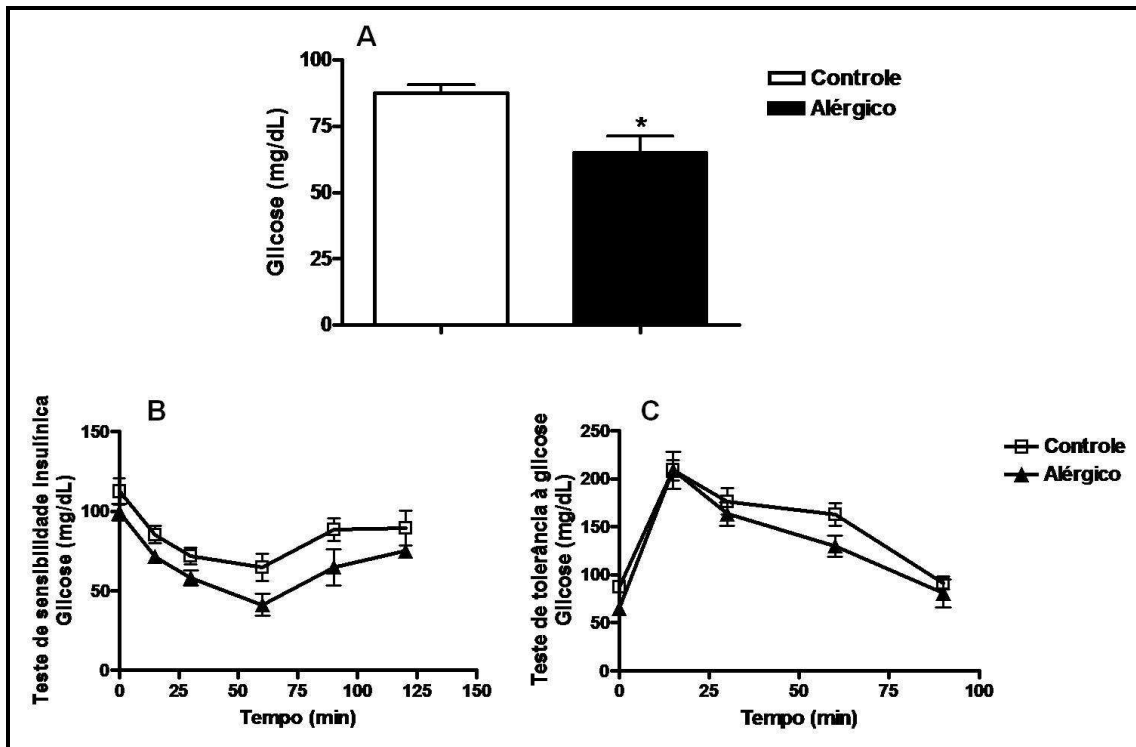 A
Glicose (mg/dL)
100
75
50
25
0
*
Controle
Alérgico
B
Teste de sensibilidade Insulínica
Glicose (mg/dL)
150
100
50
0
0 25 50 75 100 125 150
Tempo (min)
C
Teste de tolerância à glicose
Glicose (mg/dL)
250
200
150
100
50
0
0 25 50 75 100
Tempo (min)
Controle
Alérgico